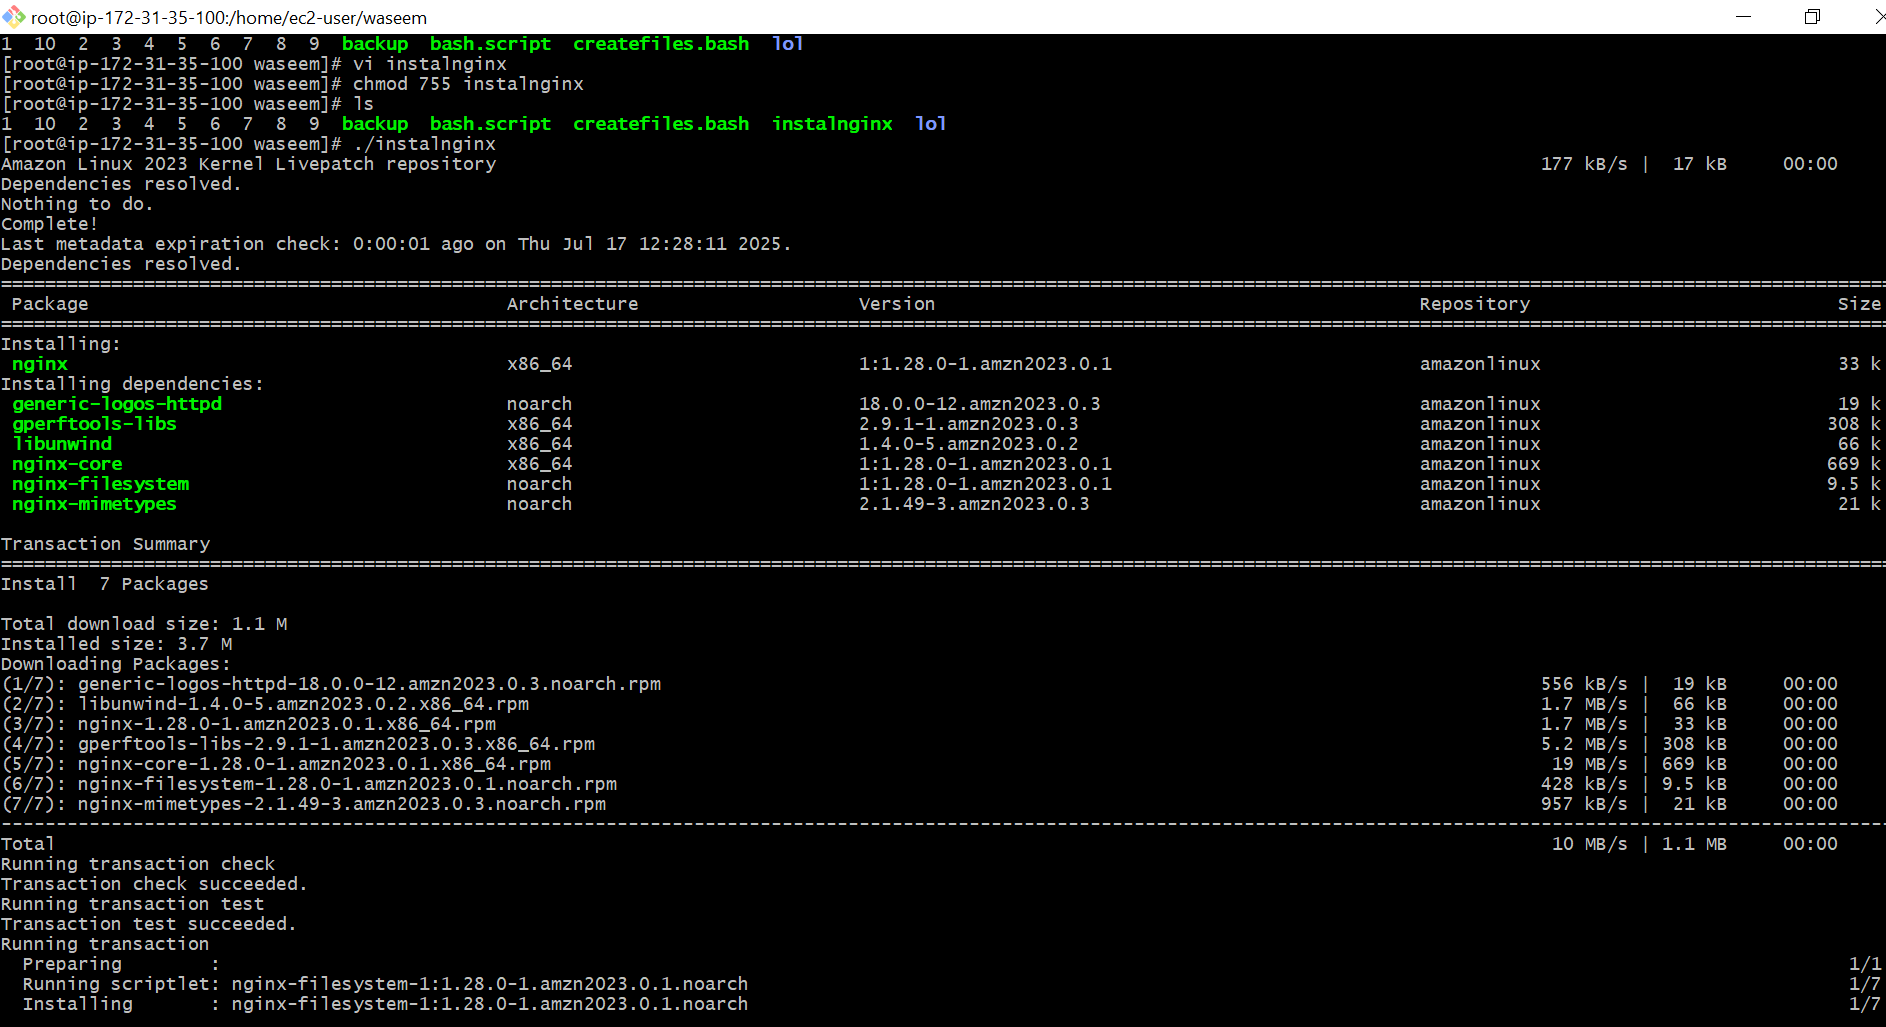 root@ip-172-31-35-100:/home/ec2-user/waseem
1  10  2  3  4  5  6  7  8  9  backup  bash.script  createfiles.bash  lol
[root@ip-172-31-35-100 waseem]# vi instalnginx
[root@ip-172-31-35-100 waseem]# chmod 755 instalnginx
[root@ip-172-31-35-100 waseem]# ls
1  10  2  3  4  5  6  7  8  9  backup  bash.script  createfiles.bash  instalnginx  lol
[root@ip-172-31-35-100 waseem]# ./instalnginx
Amazon Linux 2023 Kernel Livepatch repository  177 kB/s |  17 kB  00:00
Dependencies resolved.
Nothing to do.
Complete!
Last metadata expiration check: 0:00:01 ago on Thu Jul 17 12:28:11 2025.
Dependencies resolved.
================================================================================
Package  Architecture  Version  Repository  Size
================================================================================
Installing:
nginx  x86_64  1:1.28.0-1.amzn2023.0.1  amazonlinux  33 k
Installing dependencies:
generic-logos-httpd  noarch  18.0.0-12.amzn2023.0.3  amazonlinux  19 k
gperftools-libs  x86_64  2.9.1-1.amzn2023.0.3  amazonlinux  308 k
libunwind  x86_64  1.4.0-5.amzn2023.0.2  amazonlinux  66 k
nginx-core  x86_64  1:1.28.0-1.amzn2023.0.1  amazonlinux  669 k
nginx-filesystem  noarch  1:1.28.0-1.amzn2023.0.1  amazonlinux  9.5 k
nginx-mimetypes  noarch  2.1.49-3.amzn2023.0.3  amazonlinux  21 k
Transaction Summary
================================================================================
Install  7 Packages
Total download size: 1.1 M
Installed size: 3.7 M
Downloading Packages:
(1/7): generic-logos-httpd-18.0.0-12.amzn2023.0.3.noarch.rpm  556 kB/s |  19 kB  00:00
(2/7): libunwind-1.4.0-5.amzn2023.0.2.x86_64.rpm  1.7 MB/s |  66 kB  00:00
(3/7): nginx-1.28.0-1.amzn2023.0.1.x86_64.rpm  1.7 MB/s |  33 kB  00:00
(4/7): gperftools-libs-2.9.1-1.amzn2023.0.3.x86_64.rpm  5.2 MB/s | 308 kB  00:00
(5/7): nginx-core-1.28.0-1.amzn2023.0.1.x86_64.rpm  19 MB/s | 669 kB  00:00
(6/7): nginx-filesystem-1.28.0-1.amzn2023.0.1.noarch.rpm  428 kB/s | 9.5 kB  00:00
(7/7): nginx-mimetypes-2.1.49-3.amzn2023.0.3.noarch.rpm  957 kB/s |  21 kB  00:00
--------------------------------------------------------------------------------
Total  10 MB/s | 1.1 MB  00:00
Running transaction check
Transaction check succeeded.
Running transaction test
Transaction test succeeded.
Running transaction
  Preparing        :  1/1
  Running scriptlet: nginx-filesystem-1:1.28.0-1.amzn2023.0.1.noarch  1/7
  Installing       : nginx-filesystem-1:1.28.0-1.amzn2023.0.1.noarch  1/7